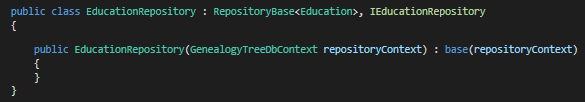 public class EducationRepository : RepositoryBase<Education>, IEducationRepository
{
public EducationRepository(GenealogyTreeDbContext repositoryContext) : base(repositoryContext)
{
}
}